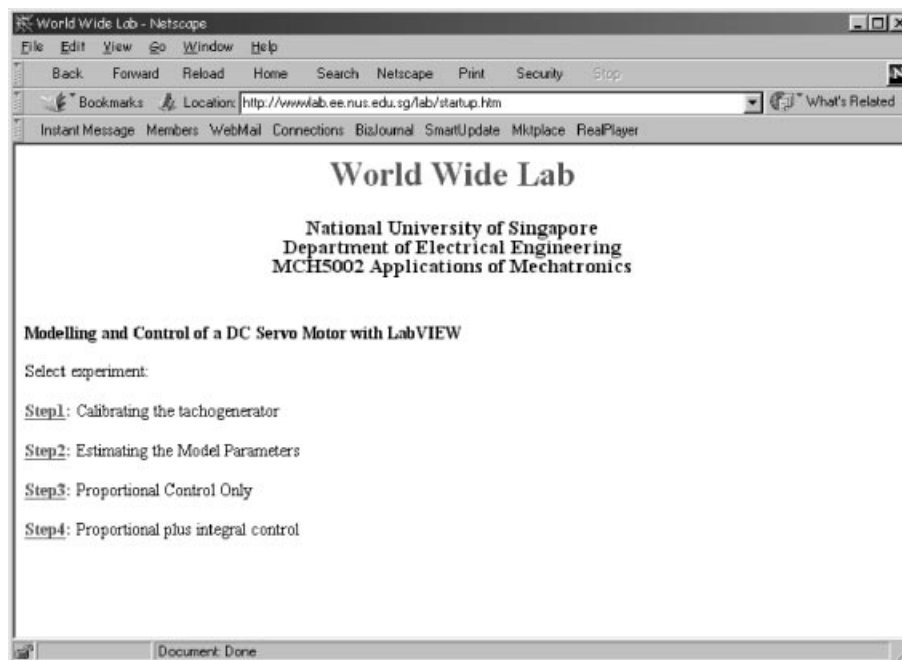 World Wide Lab - Netscape
File Edit View Go Window Help
Back Forward Reload Home Search Netscape Print Security Stop
Bookmarks Location: http://wwwlab.ee.nus.edu.sg/lab/startup.htm What's Related
Instant Message Members WebMail Connections BizJournal SmartUpdate Mktplace RealPlayer
World Wide Lab
National University of Singapore
Department of Electrical Engineering
MCH5002 Applications of Mechatronics
Modelling and Control of a DC Servo Motor with LabVIEW
Select experiment:
Step1: Calibrating the tachogenerator
Step2: Estimating the Model Parameters
Step3: Proportional Control Only
Step4: Proportional plus integral control
Document: Done